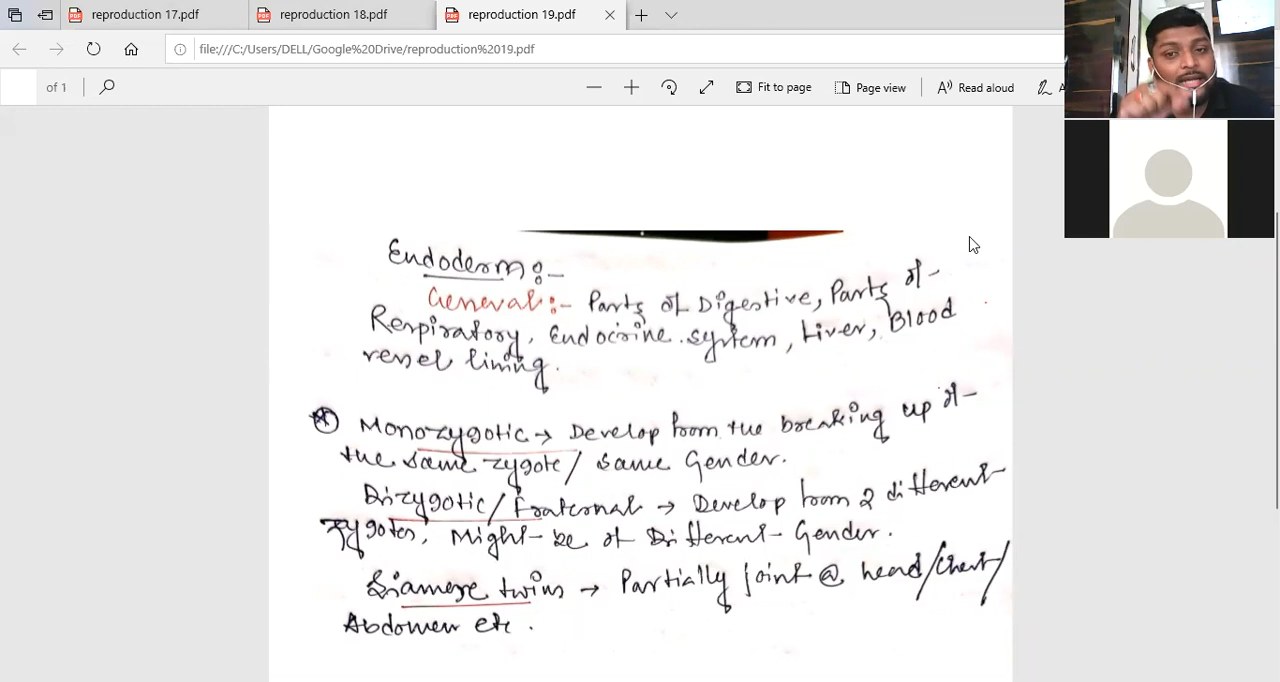 reproduction 17.pdf
reproduction 18.pdf
reproduction 19.pdf
file:///C:/Users/DELL/Google%20Drive/reproduction%2019.pdf
of 1
Fit to page
Page view
Read aloud
Endoderm:-
General:- Parts of Digestive, Parts of
Respiratory, Endocrine system, Liver, Blood
vessel lining.
Monozygotic → Develop from the breaking up of
the same zygote/ same Gender.
Dizygotic/Fraternal → Develop from 2 different
zygotes, Might be of Different Gender.
Siamese twins → Partially joint @ head/Chest/
Abdomen etc.